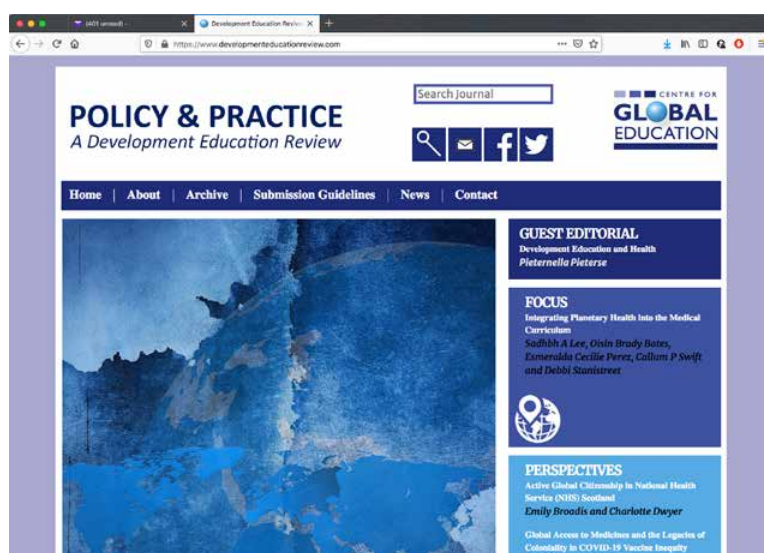 (401 unread) -
Development Education Review
https://www.developmenteducationreview.com
POLICY & PRACTICE
A Development Education Review
Search Journal
CENTRE FOR
GLOBAL
EDUCATION
Home | About | Archive | Submission Guidelines | News | Contact
GUEST EDITORIAL
Development Education and Health
Pieternella Pieterse
FOCUS
Integrating Planetary Health into the Medical
Curriculum
Sadhbh A Lee, Oisín Brady Bates,
Esmeralda Cecilie Perez, Callum P Swift
and Debbi Stanistreet
PERSPECTIVES
Active Global Citizenship in National Health
Service (NHS) Scotland
Emily Broadis and Charlotte Dwyer
Global Access to Medicines and the Legacies of
Coloniality in COVID-19 Vaccine Inequity